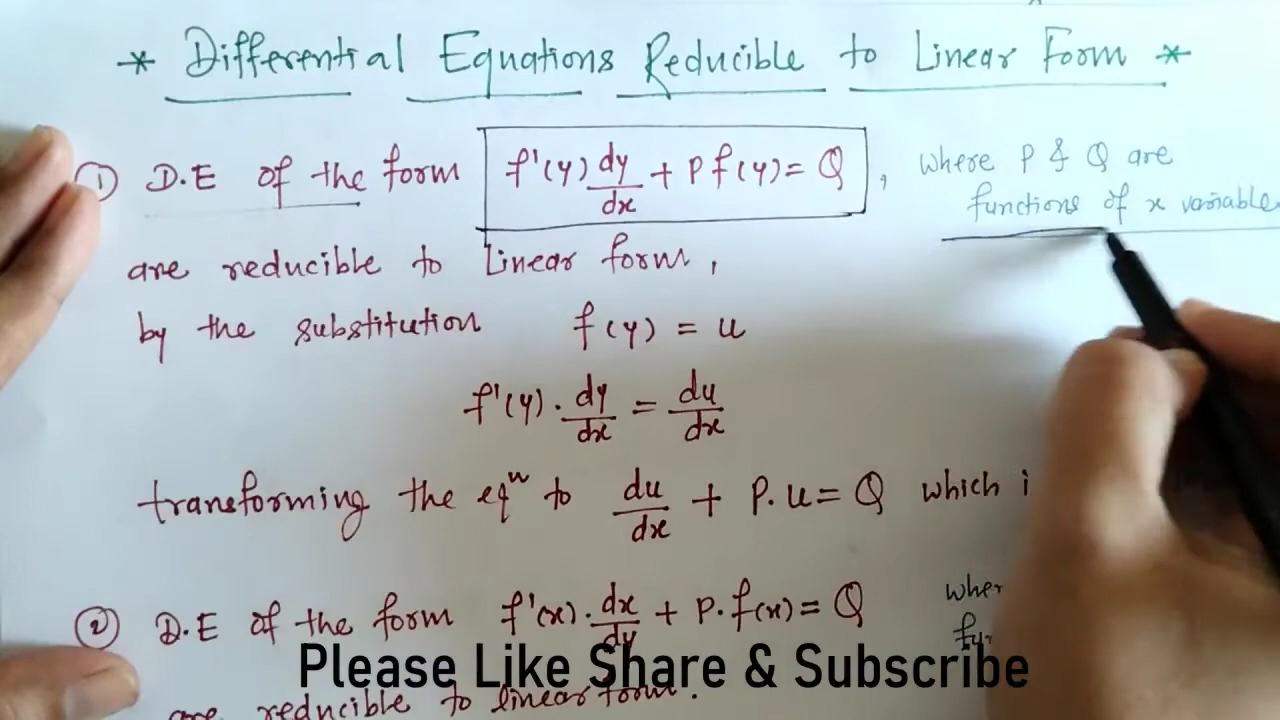 * Differential Equations Reducible to Linear Form *
① D.E of the form f'(y) dy/dx + P f(y) = Q , where P & Q are
functions of x variable
are reducible to Linear form ,
by the substitution f(y) = u
f'(y) . dy/dx = du/dx
transforming the eqⁿ to du/dx + P. u = Q which
② D.E of the form f'(x) . dx/dy + P. f(x) = Q
are reducible to linear form .
Please Like Share & Subscribe